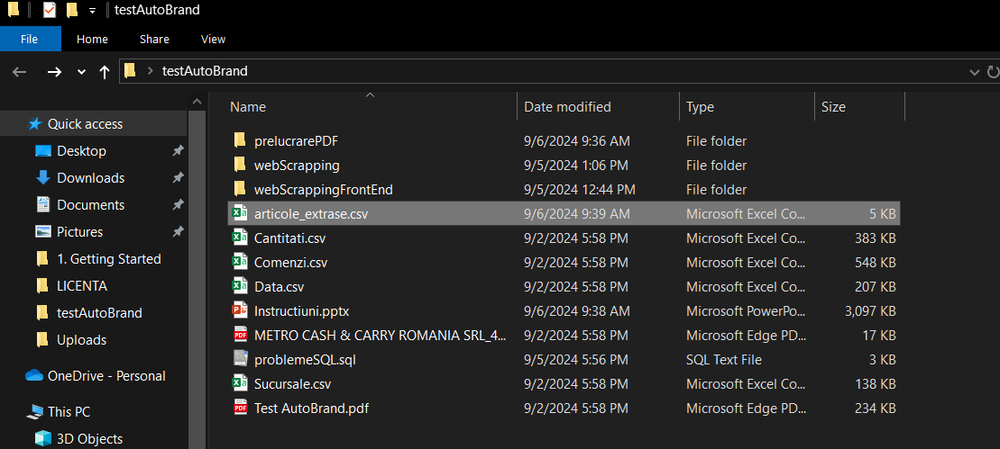 testAutoBrand
File Home Share View
testAutoBrand
Name Date modified Type Size
Quick access
Desktop
Downloads
Documents
Pictures
1. Getting Started
LICENTA
testAutoBrand
Uploads
OneDrive - Personal
This PC
3D Objects
prelucrarePDF 9/6/2024 9:36 AM File folder
webScrapping 9/5/2024 1:06 PM File folder
webScrappingFrontEnd 9/5/2024 12:44 PM File folder
articole_extrase.csv 9/6/2024 9:39 AM Microsoft Excel Co... 5 KB
Cantitati.csv 9/2/2024 5:58 PM Microsoft Excel Co... 383 KB
Comenzi.csv 9/2/2024 5:58 PM Microsoft Excel Co... 548 KB
Data.csv 9/2/2024 5:58 PM Microsoft Excel Co... 207 KB
Instructiuni.pptx 9/6/2024 9:38 AM Microsoft PowerPo... 3,097 KB
METRO CASH & CARRY ROMANIA SRL_4... 9/2/2024 5:58 PM Microsoft Edge PD... 17 KB
problemeSQL.sql 9/5/2024 5:56 PM SQL Text File 3 KB
Sucursale.csv 9/2/2024 5:58 PM Microsoft Excel Co... 138 KB
Test AutoBrand.pdf 9/2/2024 5:58 PM Microsoft Edge PD... 234 KB